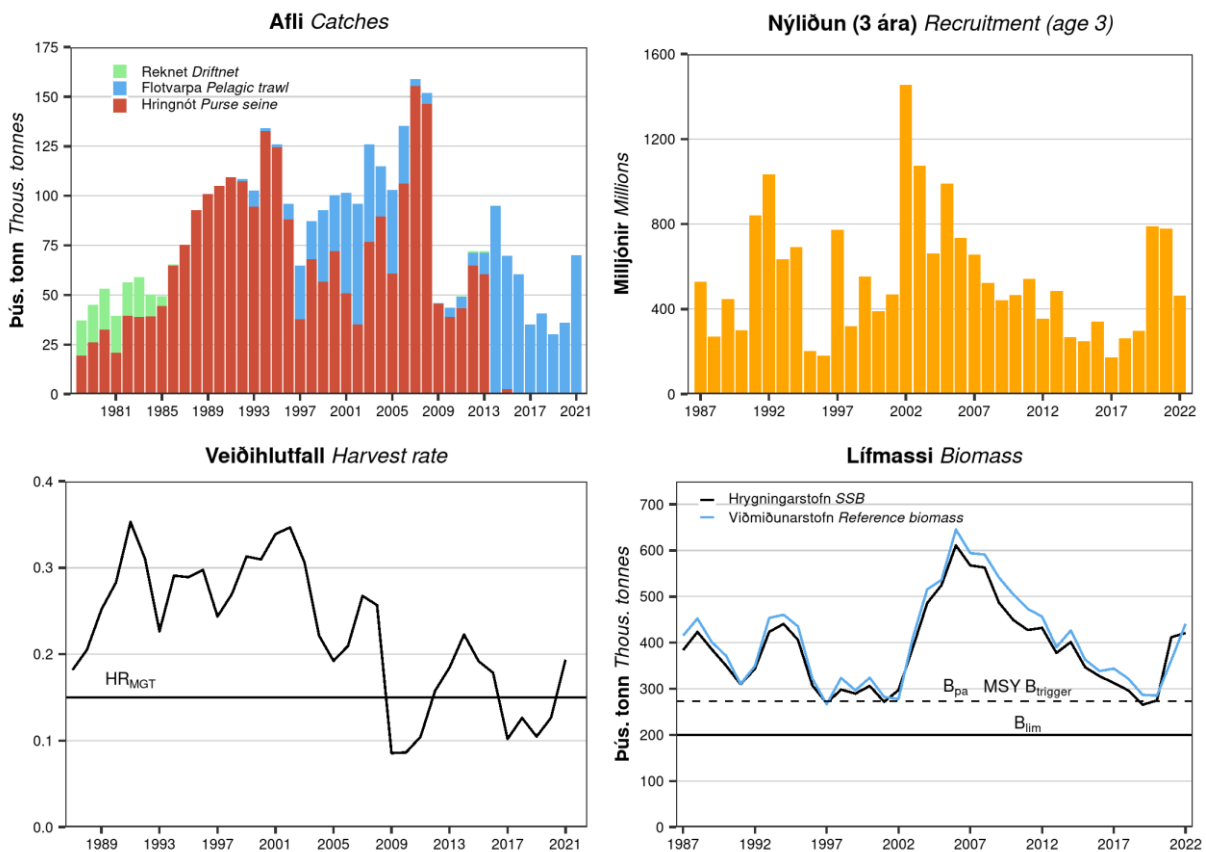 Afli Catches
Þús. tonn Thous. tonnes
175
150
125
100
75
50
25
0
Reknet Driftnet
Flotvarpa Pelagic trawl
Hringnót Purse seine
1981 1985 1989 1993 1997 2001 2005 2009 2013 2017 2021
Nýliðun (3 ára) Recruitment (age 3)
Milljónir Millions
1600
1200
800
400
0
1987 1992 1997 2002 2007 2012 2017 2022
Veiðihlutfall Harvest rate
0.4
0.3
0.2
0.1
0.0
HRMGT
1989 1993 1997 2001 2005 2009 2013 2017 2021
Lífmassi Biomass
Þús. tonn Thous. tonnes
700
600
500
400
300
200
100
0
Hrygningarstofn SSB
Viðmiðunarstofn Reference biomass
Bpa MSY Btrigger
Blim
1987 1992 1997 2002 2007 2012 2017 2022